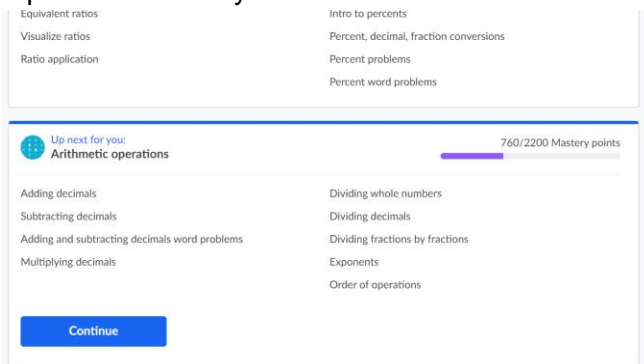 Equivalent ratios
Visualize ratios
Ratio application
Intro to percents
Percent, decimal, fraction conversions
Percent problems
Percent word problems
Up next for you:
Arithmetic operations
760/2200 Mastery points
Adding decimals
Subtracting decimals
Adding and subtracting decimals word problems
Multiplying decimals
Dividing whole numbers
Dividing decimals
Dividing fractions by fractions
Exponents
Order of operations
Continue